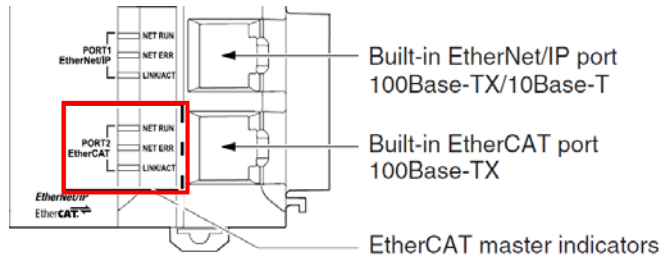 PORT1
EtherNet/IP
NET RUN
NET ERR
LINK/ACT
Built-in EtherNet/IP port
100Base-TX/10Base-T
PORT2
EtherCAT
NET RUN
NET ERR
LINK/ACT
Built-in EtherCAT port
100Base-TX
EtherNet/IP
EtherCAT
EtherCAT master indicators